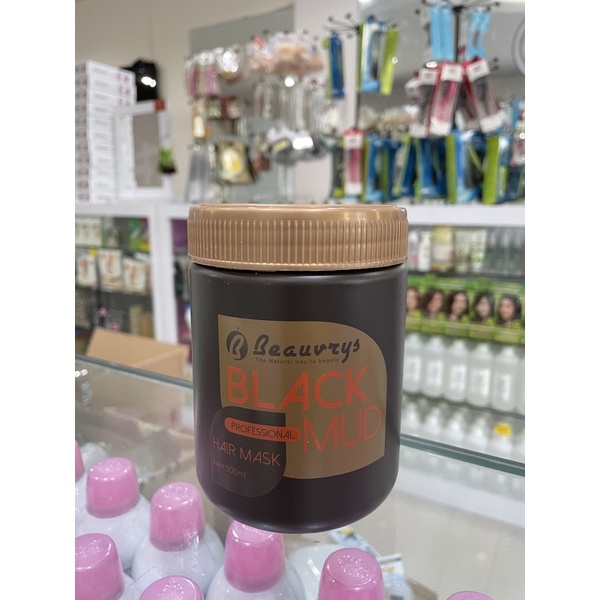 Beauvrys
The Natural way to beauty
BLACK
PROFESSIONAL
MUD
HAIR MASK
500ml